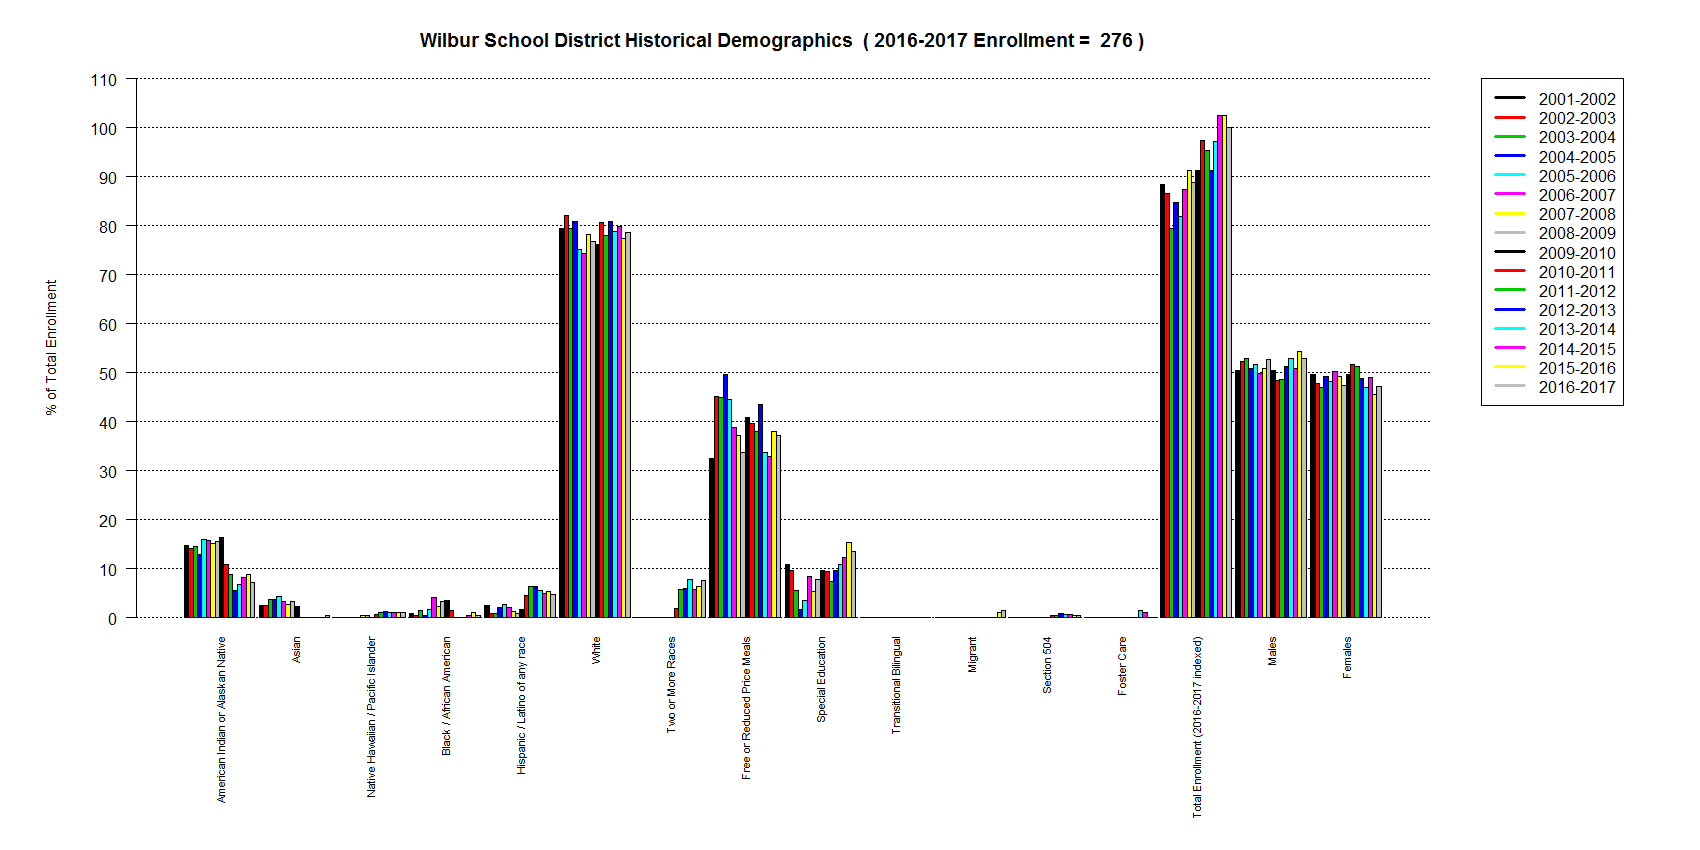 Wilbur School District Historical Demographics ( 2016-2017 Enrollment = 276 )
110
100
90
80
70
60
50
40
30
20
10
0
% of Total Enrollment
American Indian or Alaskan Native
Asian
Native Hawaiian / Pacific Islander
Black / African American
Hispanic / Latino of any race
White
Two or More Races
Free or Reduced Price Meals
Special Education
Transitional Bilingual
Migrant
Section 504
Foster Care
Total Enrollment (2016-2017 indexed)
Males
Females
2001-2002
2002-2003
2003-2004
2004-2005
2005-2006
2006-2007
2007-2008
2008-2009
2009-2010
2010-2011
2011-2012
2012-2013
2013-2014
2014-2015
2015-2016
2016-2017